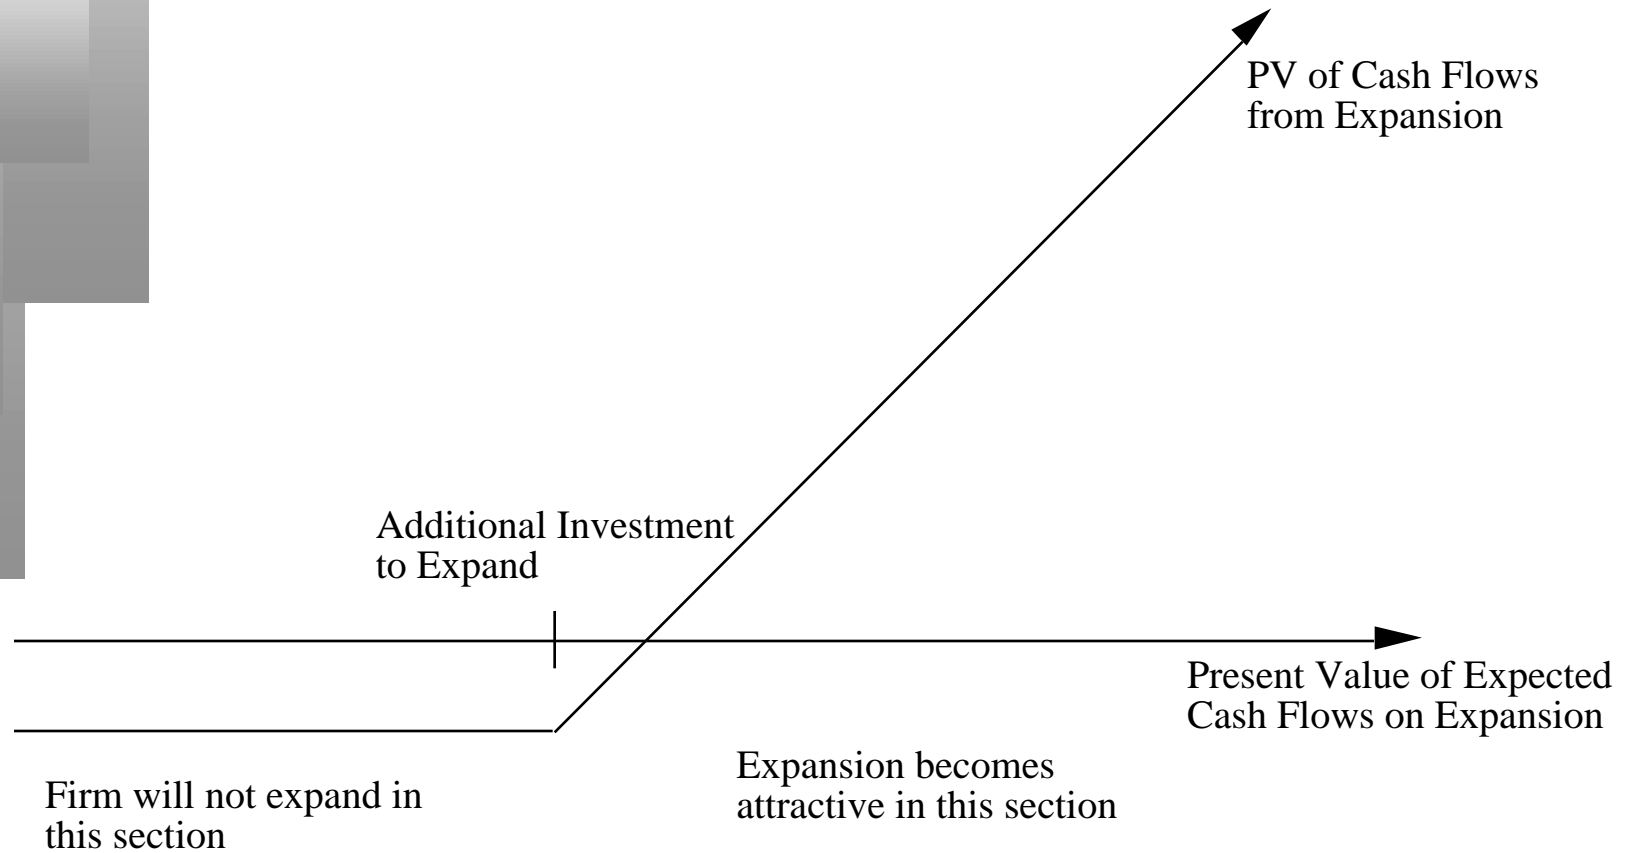 PV of Cash Flows
from Expansion
Additional Investment
to Expand
Present Value of Expected
Cash Flows on Expansion
Expansion becomes
attractive in this section
Firm will not expand in
this section